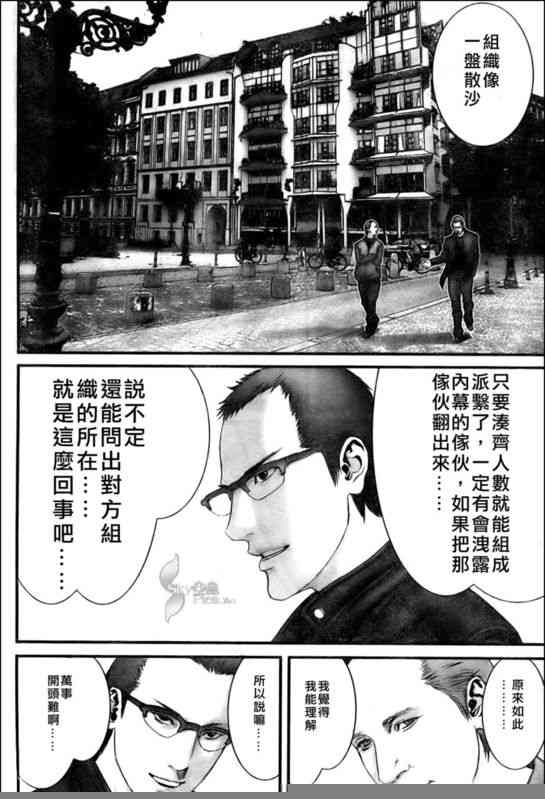 組織像
一盤散沙
只要湊齊人數就能組成
派繫了，一定有會洩露
內幕的傢伙，如果把那
傢伙翻出來……
說不定
還能問出對方組
織的所在……
就是這麼回事吧……
原來如此
………
我覺得
我能理解
所以說嘛…
………
萬事
開頭難啊……